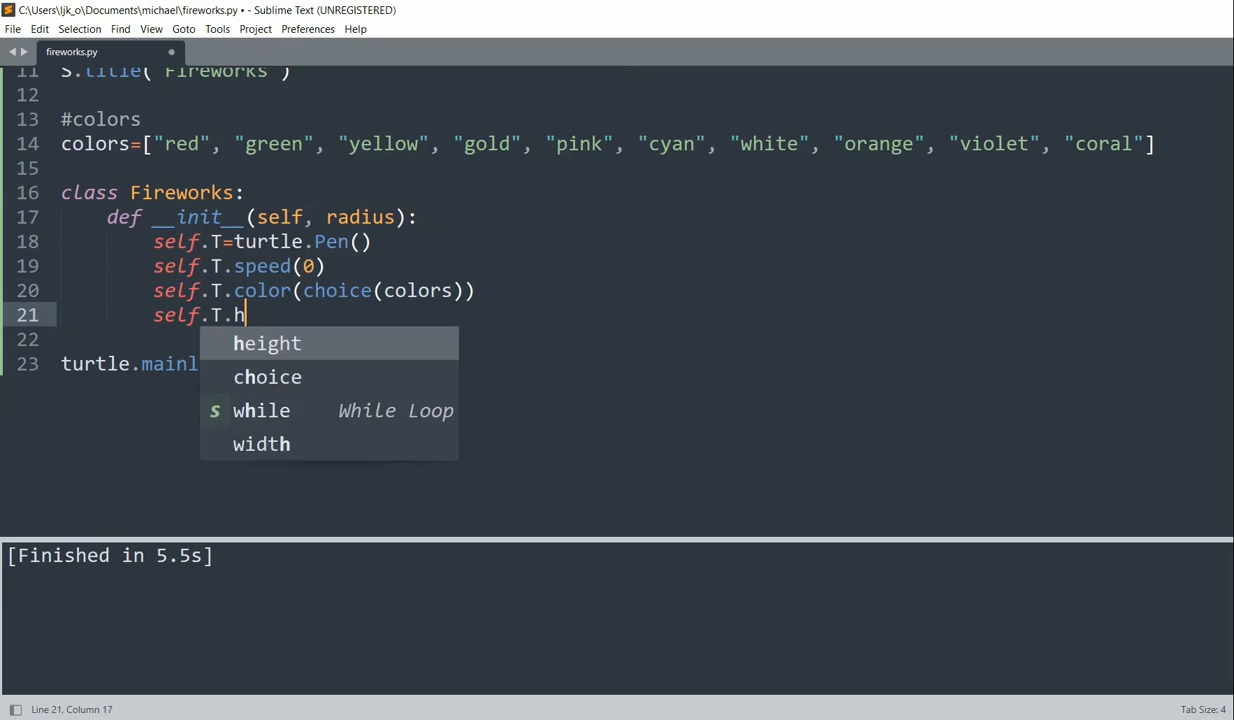 C:\Users\ljk_o\Documents\michael\fireworks.py • - Sublime Text (UNREGISTERED)
File Edit Selection Find View Goto Tools Project Preferences Help
fireworks.py
11 S.title("Fireworks")
12
13 #colors
14 colors=["red", "green", "yellow", "gold", "pink", "cyan", "white", "orange", "violet", "coral"]
15
16 class Fireworks:
17 def __init__(self, radius):
18 self.T=turtle.Pen()
19 self.T.speed(0)
20 self.T.color(choice(colors))
21 self.T.h
height
22
23 turtle.mainl
choice
S while While Loop
width
[Finished in 5.5s]
Line 21, Column 17 Tab Size: 4